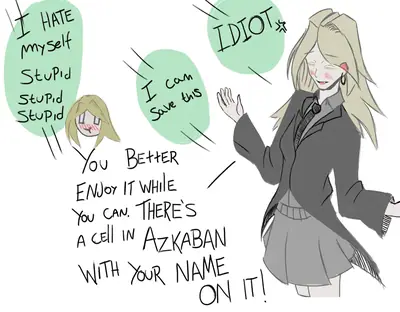 I HATE
myself
Stupid
Stupid
Stupid
I can
save this
IDIOT
YOU BETTER
ENJOY IT WHILE
YOU CAN. THERE'S
A CELL IN AZKABAN
WITH YOUR NAME
ON IT!